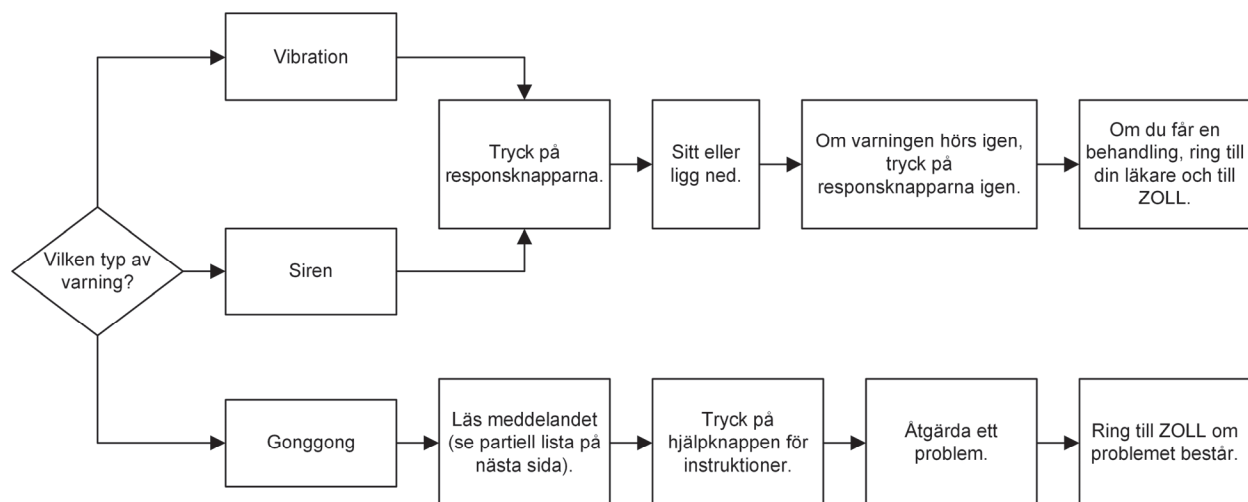 Vilken typ av
varning?
Vibration
Siren
Tryck på
responsknapparna.
Sitt eller
ligg ned.
Om varningen hörs igen,
tryck på
responsknapparna igen.
Om du får en
behandling, ring till
din läkare och till
ZOLL.
Gonggong
Läs meddelandet
(se partiell lista på
nästa sida).
Tryck på
hjälpknappen för
instruktioner.
Åtgärda ett
problem.
Ring till ZOLL om
problemet består.